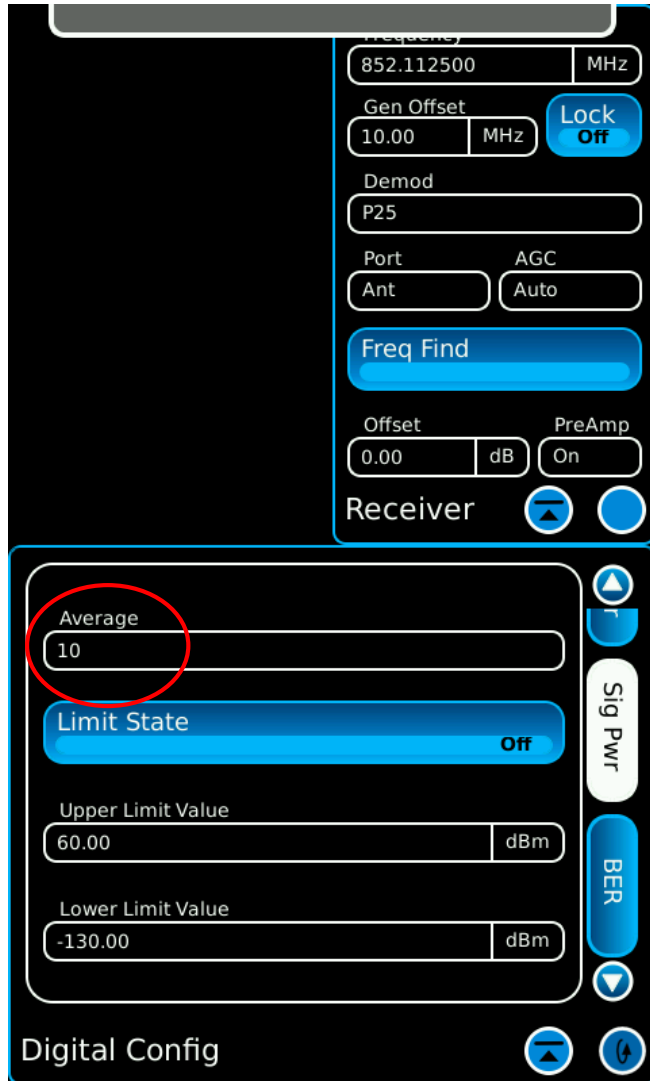 Frequency
852.112500 MHz
Gen Offset
10.00 MHz
Lock
Off
Demod
P25
Port AGC
Ant Auto
Freq Find
Offset PreAmp
0.00 dB On
Receiver
Average
10
Limit State
Off
Upper Limit Value
60.00 dBm
Lower Limit Value
-130.00 dBm
Sig Pwr
BER
Digital Config